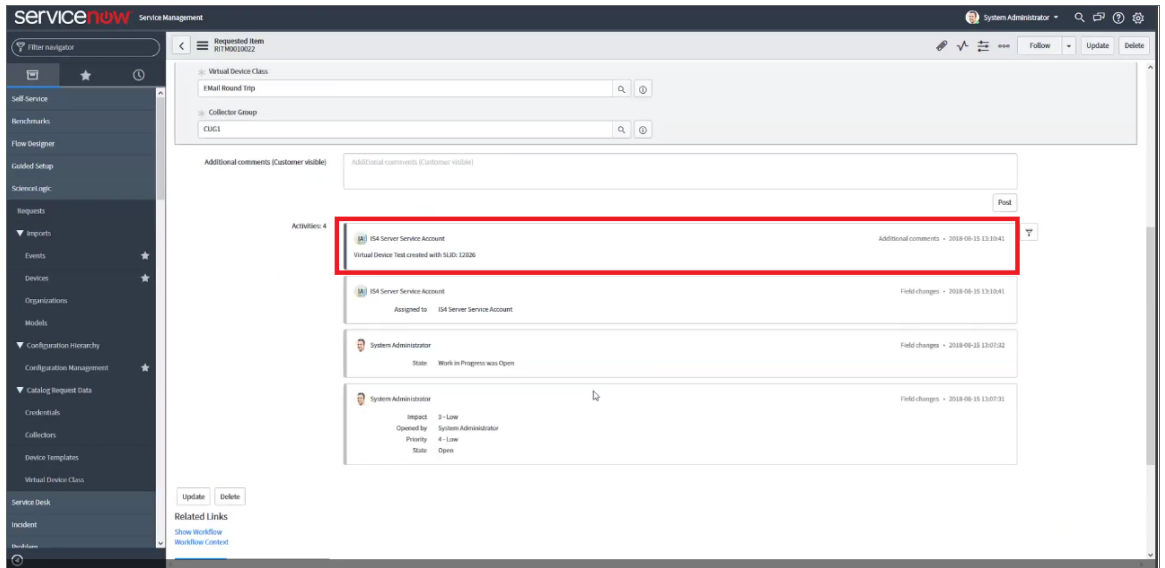 servicenow Service Management
System Administrator
Filter navigator
Requested Item
RITM0010022
Follow
Update
Delete
Self-Service
Benchmarks
Flow Designer
Guided Setup
ScienceLogic
Requests
Imports
Events
Devices
Organizations
Models
Configuration Hierarchy
Configuration Management
Catalog Request Data
Credentials
Collectors
Device Templates
Virtual Device Class
Service Desk
Incident
Problem
Virtual Device Class
EMail Round Trip
Collector Group
CUG1
Additional comments (Customer visible)
Additional comments (Customer visible)
Post
Activities: 4
IS4 Server Service Account
Additional comments • 2018-08-15 13:10:41
Virtual Device Test created with SLID: 12826
IS4 Server Service Account
Field changes • 2018-08-15 13:10:41
Assigned to IS4 Server Service Account
System Administrator
Field changes • 2018-08-15 13:07:32
State Work in Progress was Open
System Administrator
Field changes • 2018-08-15 13:07:31
Impact 3 - Low
Opened by System Administrator
Priority 4 - Low
State Open
Update
Delete
Related Links
Show Workflow
Workflow Context